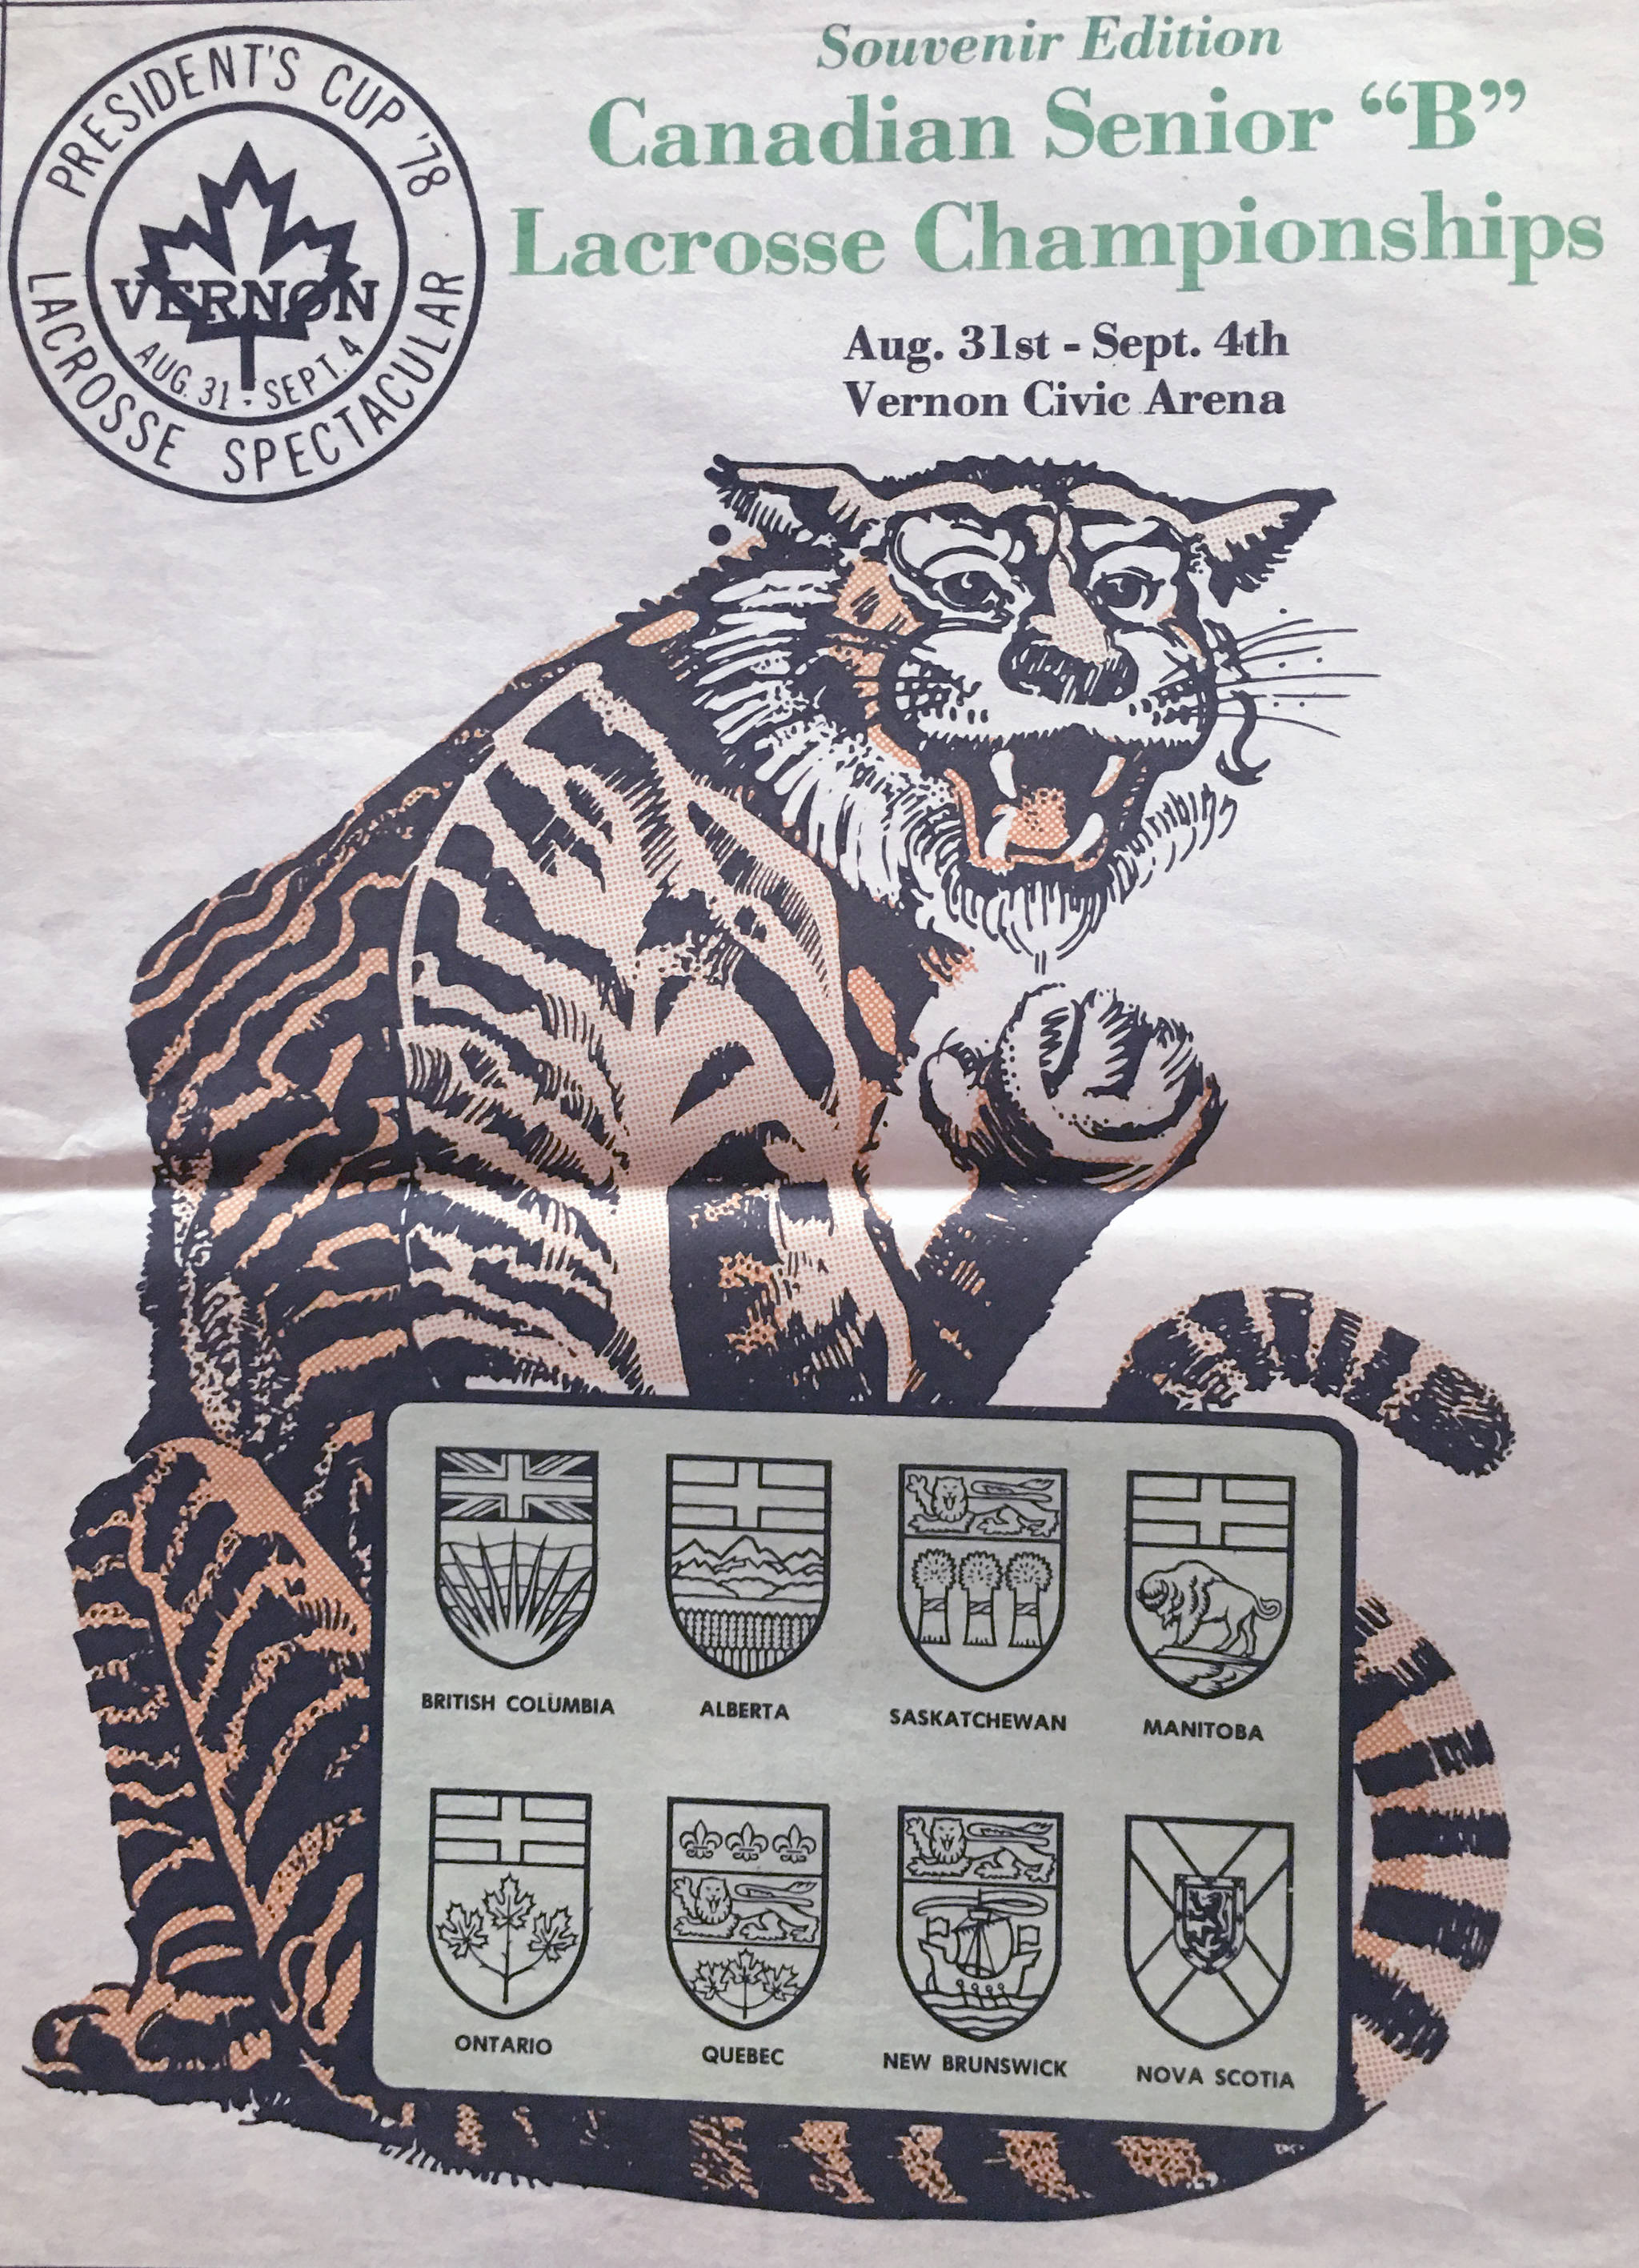 PRESIDENT'S CUP '78
VERNON
AUG. 31 - SEPT. 4
LACROSSE SPECTACULAR
Souvenir Edition
Canadian Senior “B”
Lacrosse Championships
Aug. 31st - Sept. 4th
Vernon Civic Arena
BRITISH COLUMBIA
ALBERTA
SASKATCHEWAN
MANITOBA
ONTARIO
QUEBEC
NEW BRUNSWICK
NOVA SCOTIA